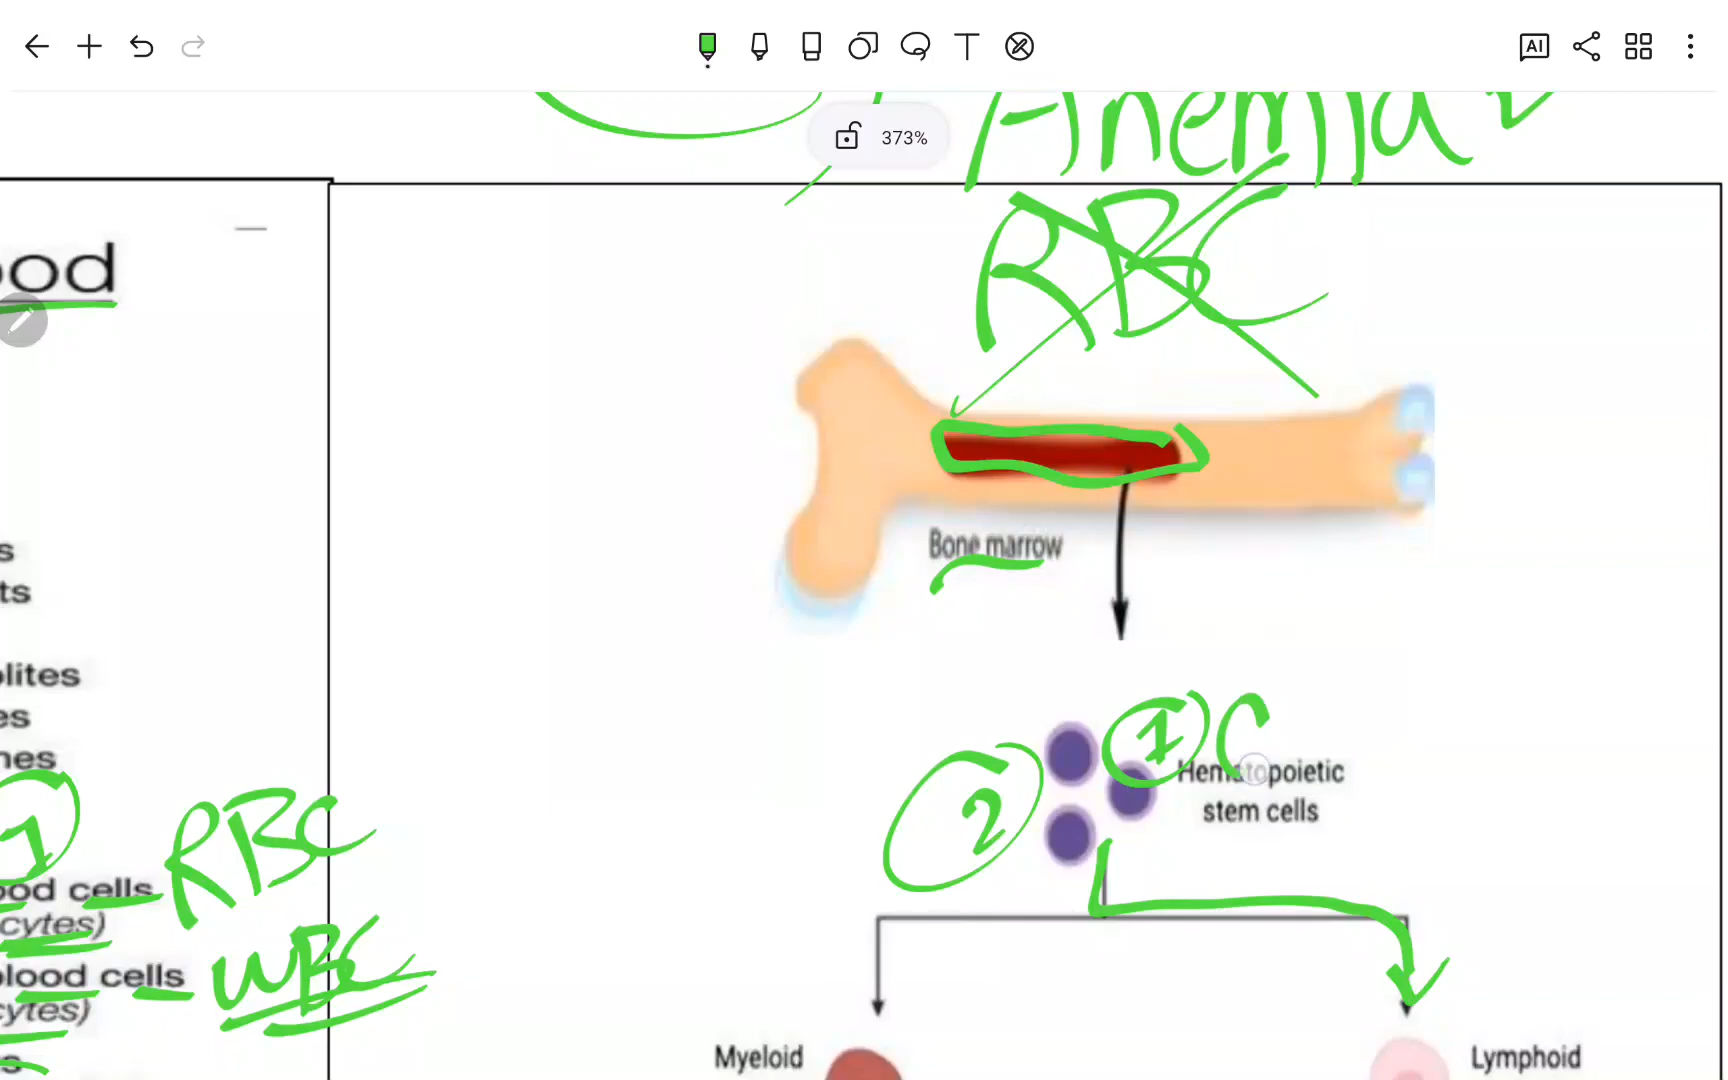 AI
373%
Anemia
RBC
ood
Bone marrow
s
ts
lites
es
nes
1
RBC
ood cells
cytes)
WBC
lood cells
ytes)
s
1 C
2
Hematopoietic
stem cells
Myeloid
Lymphoid